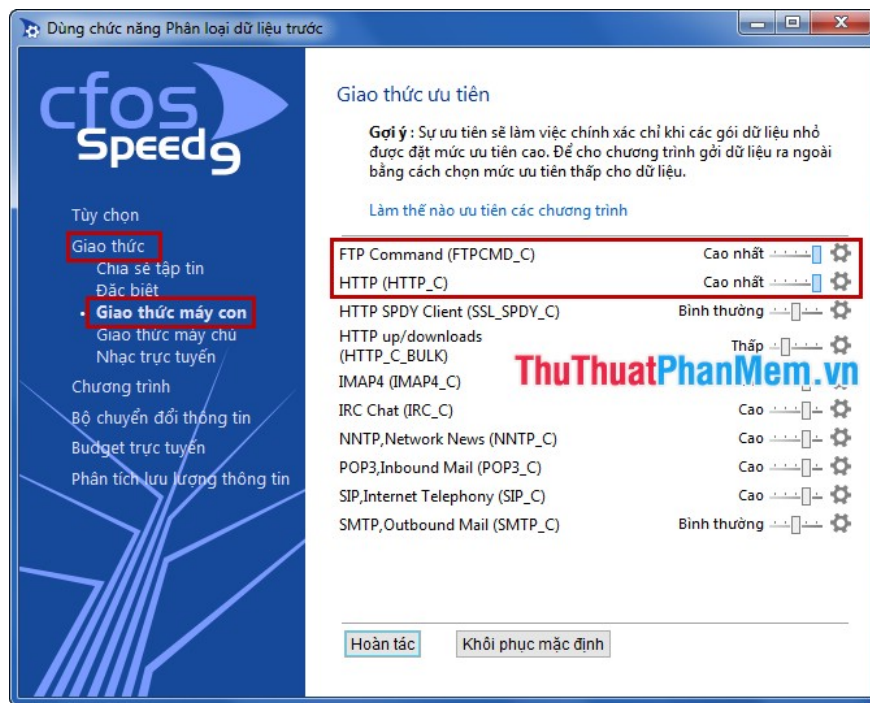 Dùng chức năng Phân loại dữ liệu trước
cfos
Speed 9
Tùy chọn
Giao thức
Chia sẻ tập tin
Đặc biệt
Giao thức máy con
Giao thức máy chủ
Nhạc trực tuyến
Chương trình
Bộ chuyển đổi thông tin
Budget trực tuyến
Phân tích lưu lượng thông tin
Giao thức ưu tiên
Gợi ý : Sự ưu tiên sẽ làm việc chính xác chỉ khi các gói dữ liệu nhỏ
được đặt mức ưu tiên cao. Để cho chương trình gởi dữ liệu ra ngoài
bằng cách chọn mức ưu tiên thấp cho dữ liệu.
Làm thế nào ưu tiên các chương trình
FTP Command (FTPCMD_C) Cao nhất
HTTP (HTTP_C) Cao nhất
HTTP SPDY Client (SSL_SPDY_C) Bình thường
HTTP up/downloads
(HTTP_C_BULK) Thấp
ThuThuatPhanMem.vn
IMAP4 (IMAP4_C)
IRC Chat (IRC_C) Cao
NNTP,Network News (NNTP_C) Cao
POP3,Inbound Mail (POP3_C) Cao
SIP,Internet Telephony (SIP_C) Cao
SMTP,Outbound Mail (SMTP_C) Bình thường
Hoàn tác
Khôi phục mặc định